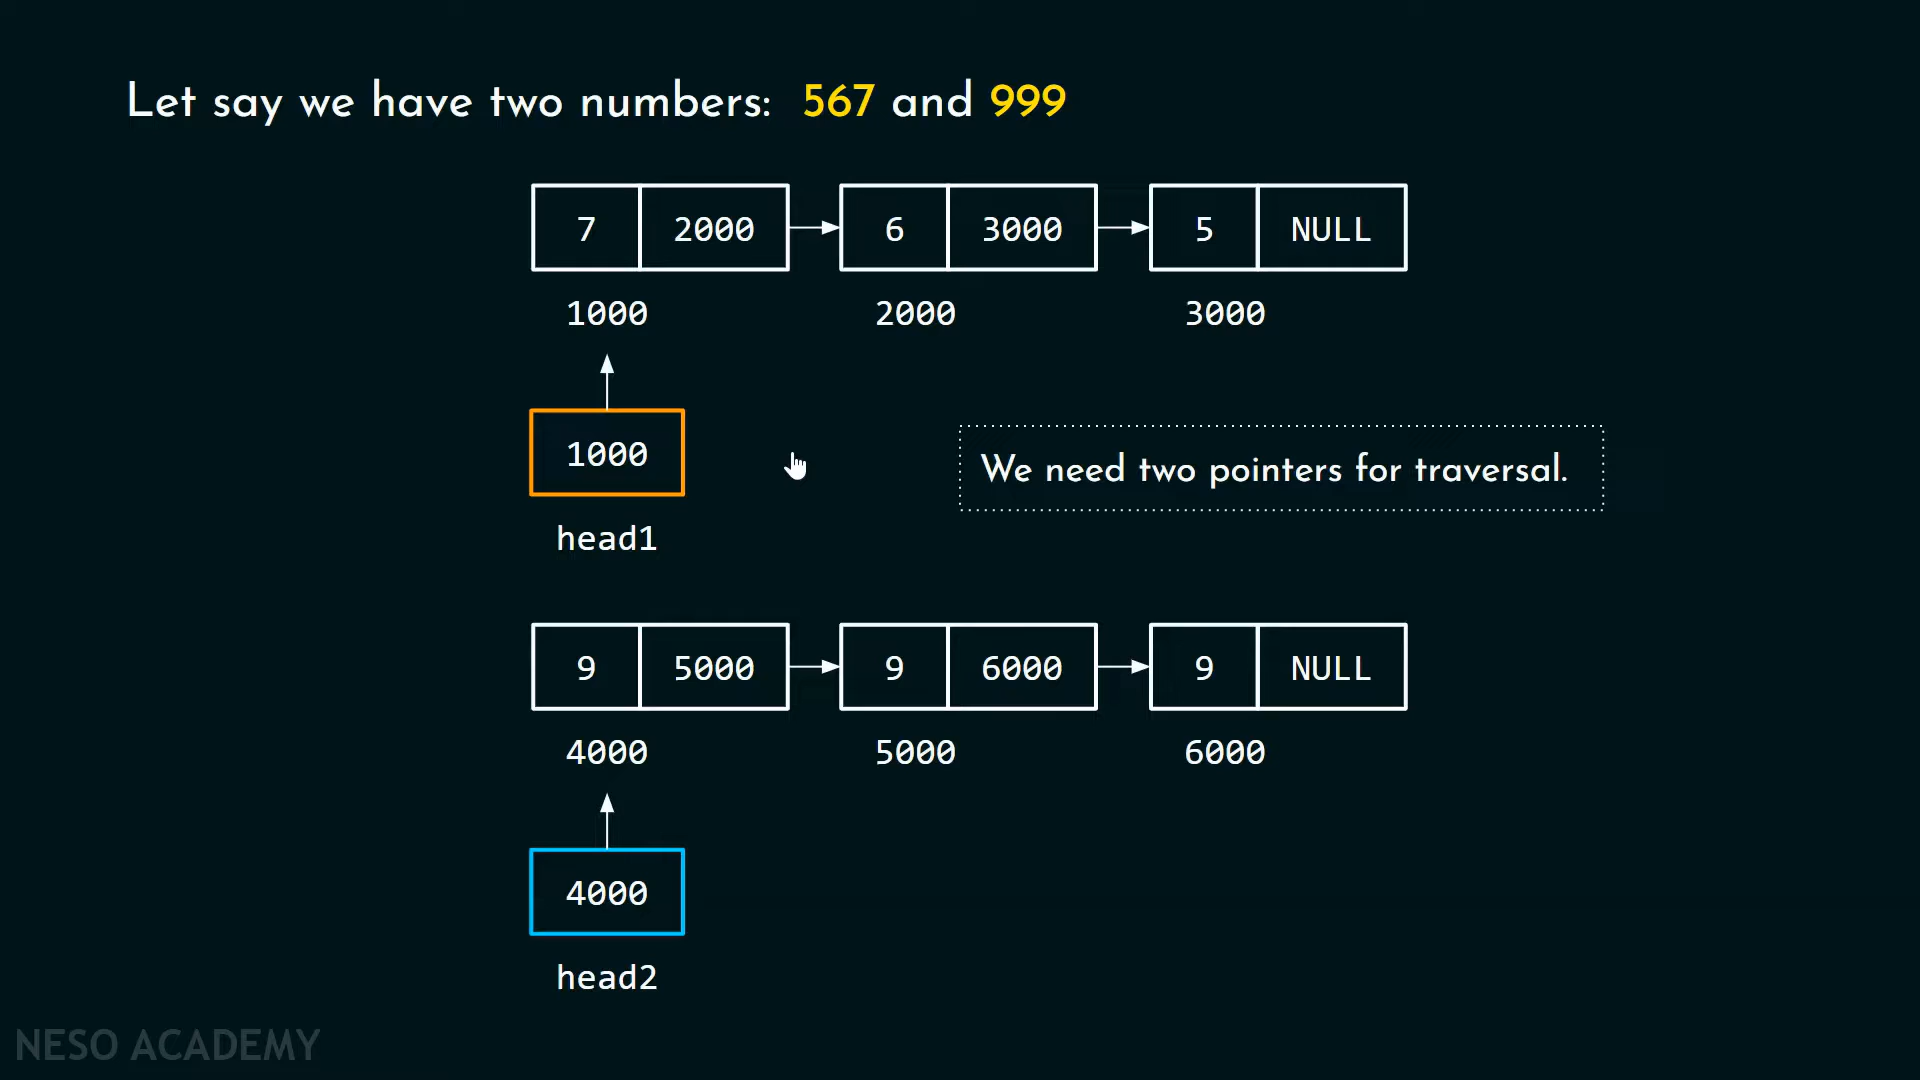 Let say we have two numbers: 567 and 999
7 2000 6 3000 5 NULL
1000 2000 3000
1000
We need two pointers for traversal.
head1
9 5000 9 6000 9 NULL
4000 5000 6000
4000
head2
NESO ACADEMY